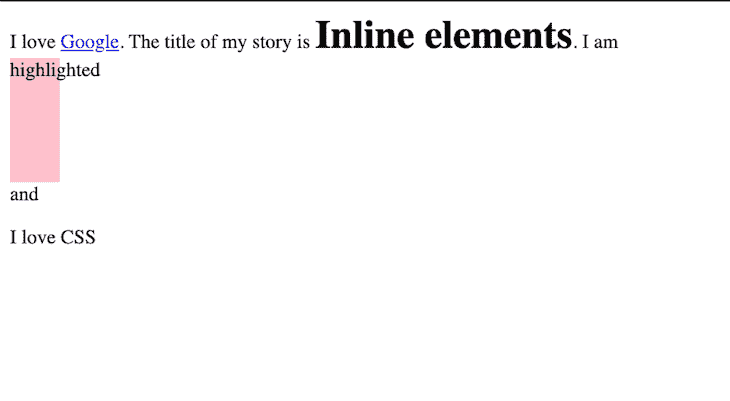 I love Google. The title of my story is Inline elements. I am
highlighted
and
I love CSS